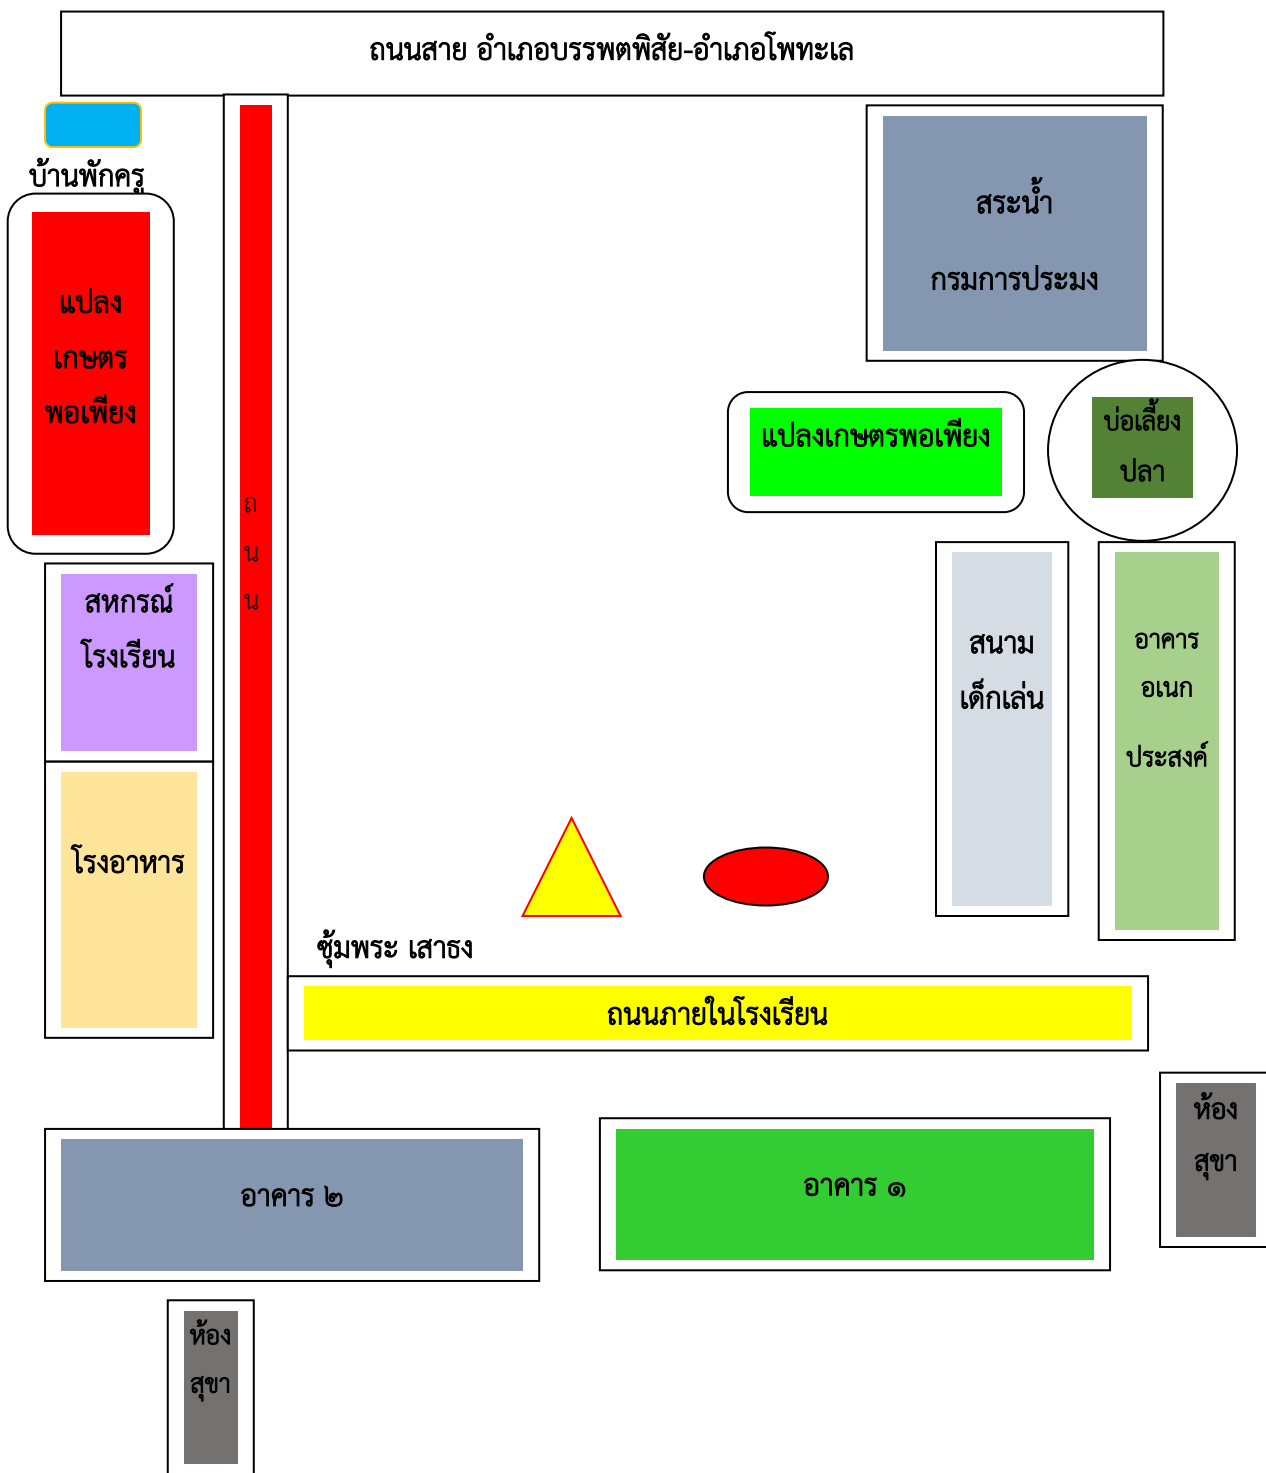 ถนนสาย อำเภอบรรพตพิสัย-อำเภอโพทะเล
บ้านพักครู
แปลง
เกษตร
พอเพียง
สระน้ำ
กรมการประมง
แปลงเกษตรพอเพียง
บ่อเลี้ยง
ปลา
ถ
น
น
สหกรณ์
โรงเรียน
สนาม
เด็กเล่น
อาคาร
อเนก
ประสงค์
โรงอาหาร
ซุ้มพระ เสาธง
ถนนภายในโรงเรียน
ห้อง
สุขา
อาคาร ๒
อาคาร ๑
ห้อง
สุขา